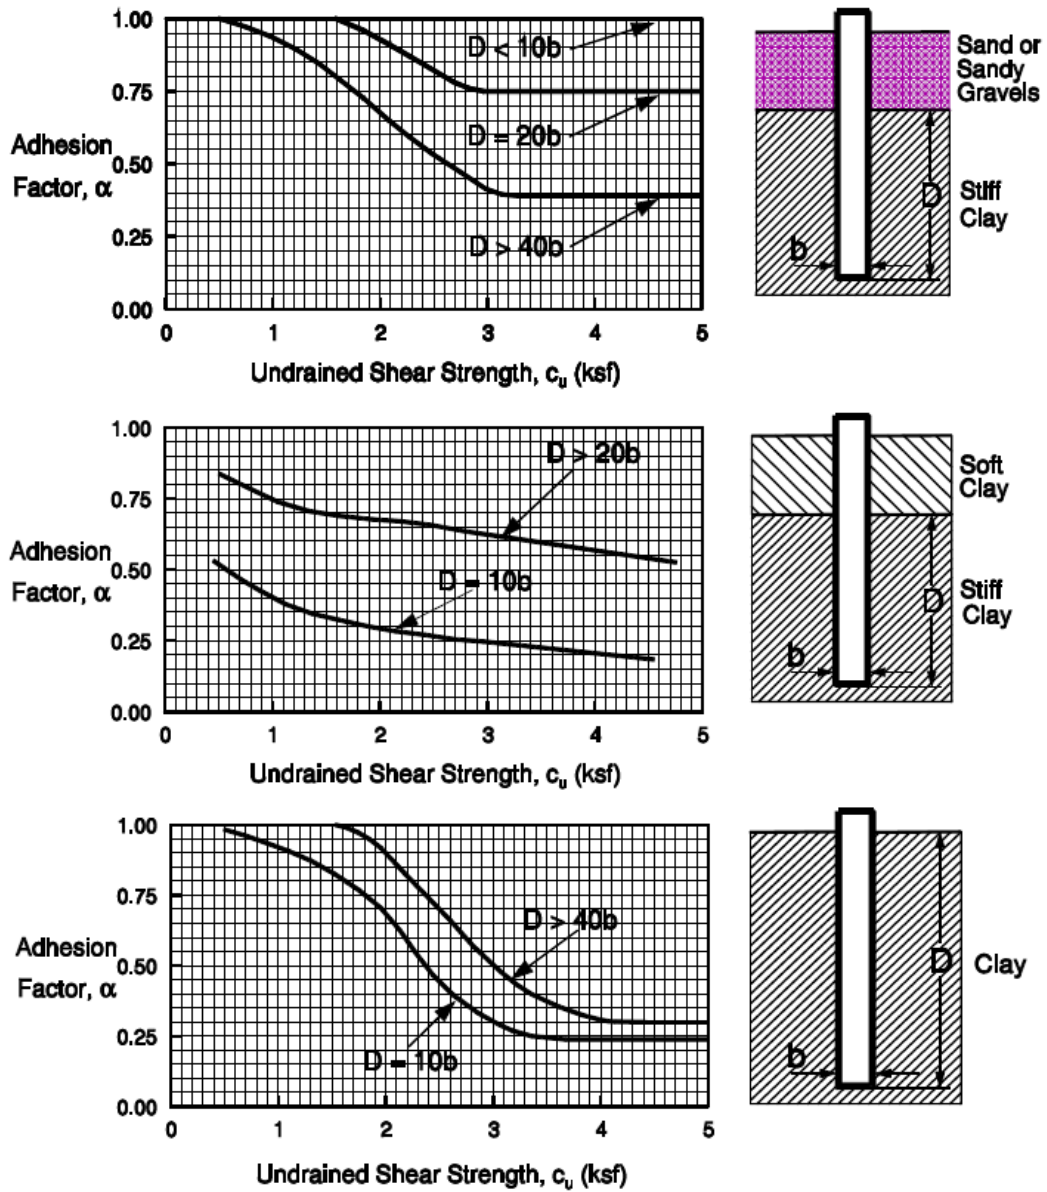 1.00
0.75
0.50
0.25
0.00
Adhesion
Factor, α
D < 10b
D = 20b
D > 40b
0 1 2 3 4 5
Undrained Shear Strength, cᵤ (ksf)
Sand or
Sandy
Gravels
D
Stiff
Clay
b
1.00
0.75
0.50
0.25
0.00
Adhesion
Factor, α
D > 20b
D = 10b
0 1 2 3 4 5
Undrained Shear Strength, cᵤ (ksf)
Soft
Clay
D
Stiff
Clay
b
1.00
0.75
0.50
0.25
0.00
Adhesion
Factor, α
D > 40b
D = 10b
0 1 2 3 4 5
Undrained Shear Strength, cᵤ (ksf)
D
Clay
b